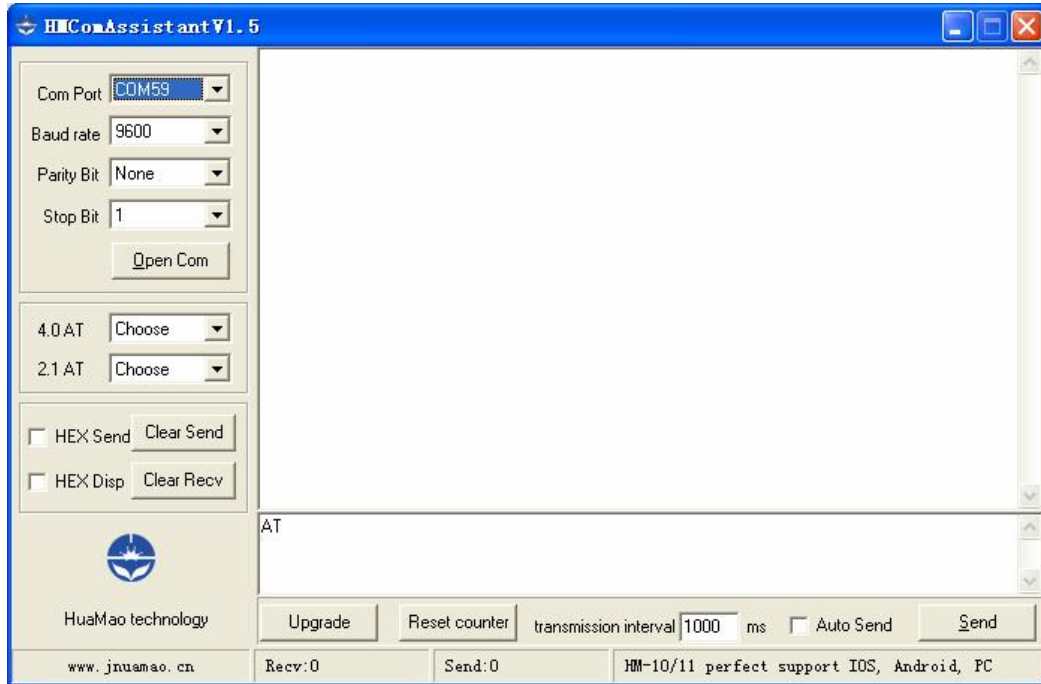 HMComAssistantV1.5
Com Port COM59
Baud rate 9600
Parity Bit None
Stop Bit 1
Open Com
4.0 AT Choose
2.1 AT Choose
HEX Send Clear Send
HEX Disp Clear Recv
HuaMao technology
AT
Upgrade Reset counter transmission interval 1000 ms Auto Send Send
www.jnuamao.cn Recv:0 Send:0 HM-10/11 perfect support IOS, Android, PC